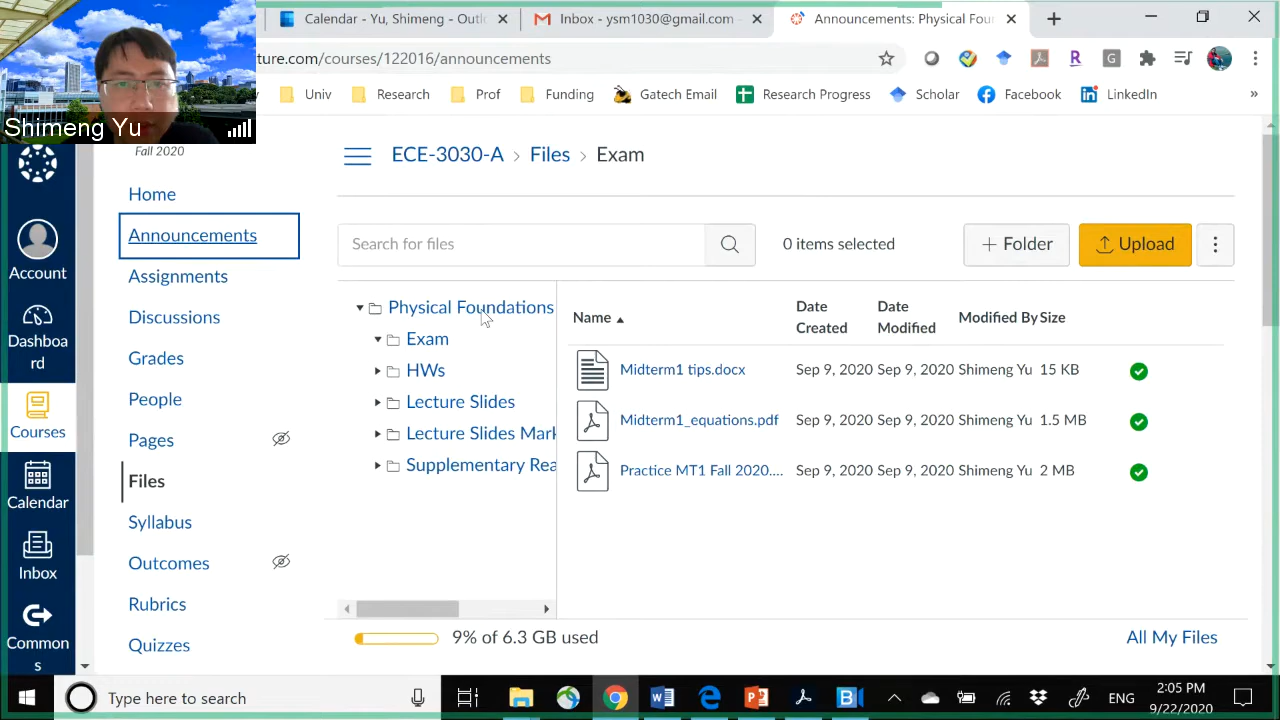 Calendar - Yu, Shimeng - Outlook
Inbox - ysm1030@gmail.com -
Announcements: Physical Four
ture.com/courses/122016/announcements
Univ
Research
Prof
Funding
Gatech Email
Research Progress
Scholar
Facebook
LinkedIn
»
Shimeng Yu
Fall 2020
Account
Dashboa
rd
Courses
Calendar
Inbox
Common
s
Home
Announcements
Assignments
Discussions
Grades
People
Pages
Files
Syllabus
Outcomes
Rubrics
Quizzes
ECE-3030-A > Files > Exam
Search for files
0 items selected
+ Folder
Upload
Physical Foundations
Exam
HWs
Lecture Slides
Lecture Slides Mark
Supplementary Rea
Name Date Created Date Modified Modified By Size
Midterm1 tips.docx Sep 9, 2020 Sep 9, 2020 Shimeng Yu 15 KB
Midterm1_equations.pdf Sep 9, 2020 Sep 9, 2020 Shimeng Yu 1.5 MB
Practice MT1 Fall 2020.... Sep 9, 2020 Sep 9, 2020 Shimeng Yu 2 MB
9% of 6.3 GB used
All My Files
Type here to search
ENG
2:05 PM
9/22/2020